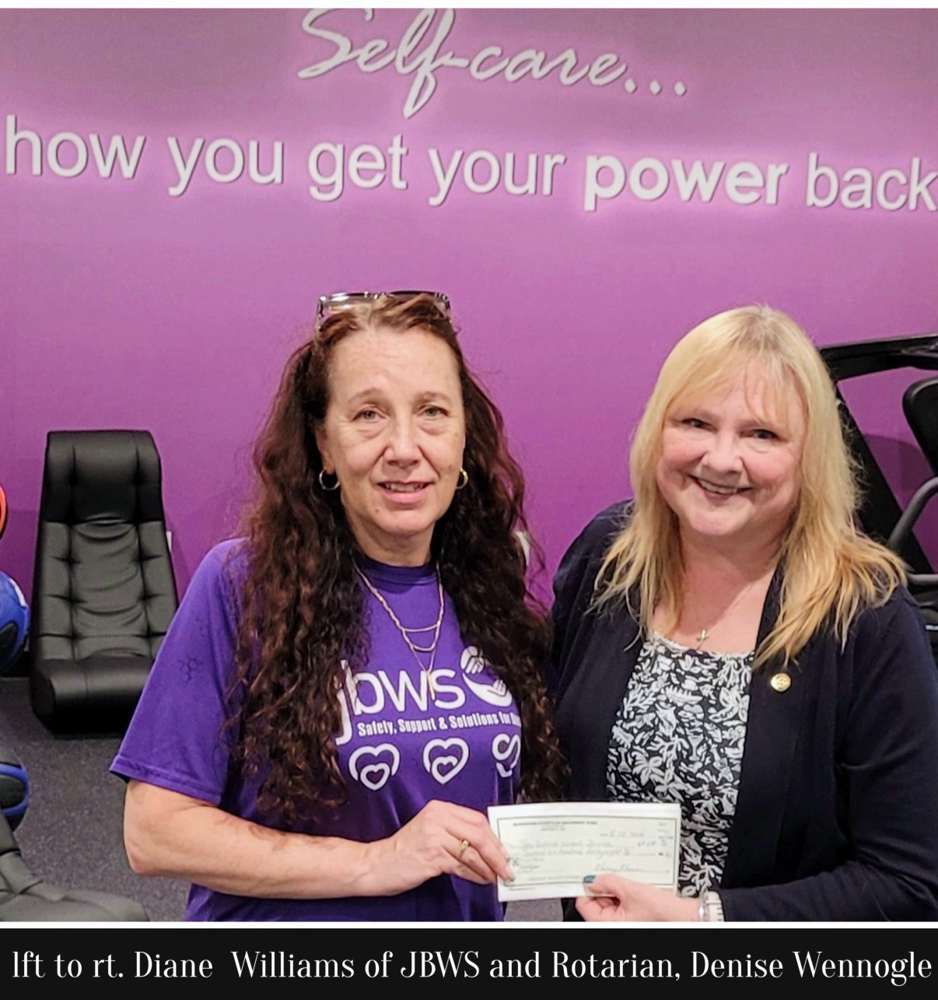 Self-care...
how you get your power back
jbws
Safety, Support & Solutions for
lft to rt. Diane Williams of JBWS and Rotarian, Denise Wennogle